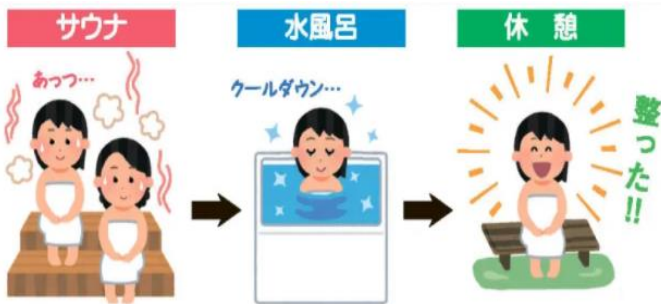 サウナ
水風呂
休 憩
あっつ…
クールダウン…
整った!!